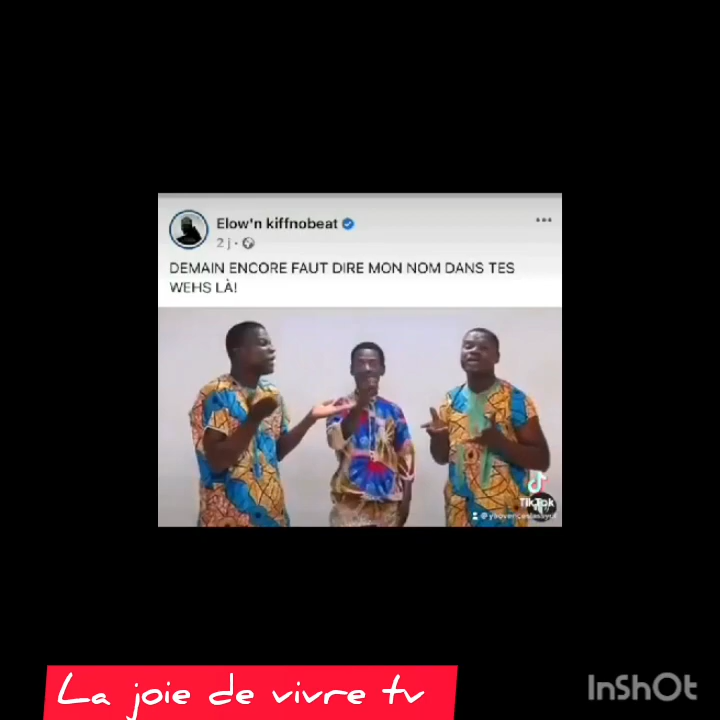 Elow'n kiffnobeat
2 j ·
DEMAIN ENCORE FAUT DIRE MON NOM DANS TES
WEHS LÀ!
TikTok
La joie de vivre tv
InShOt